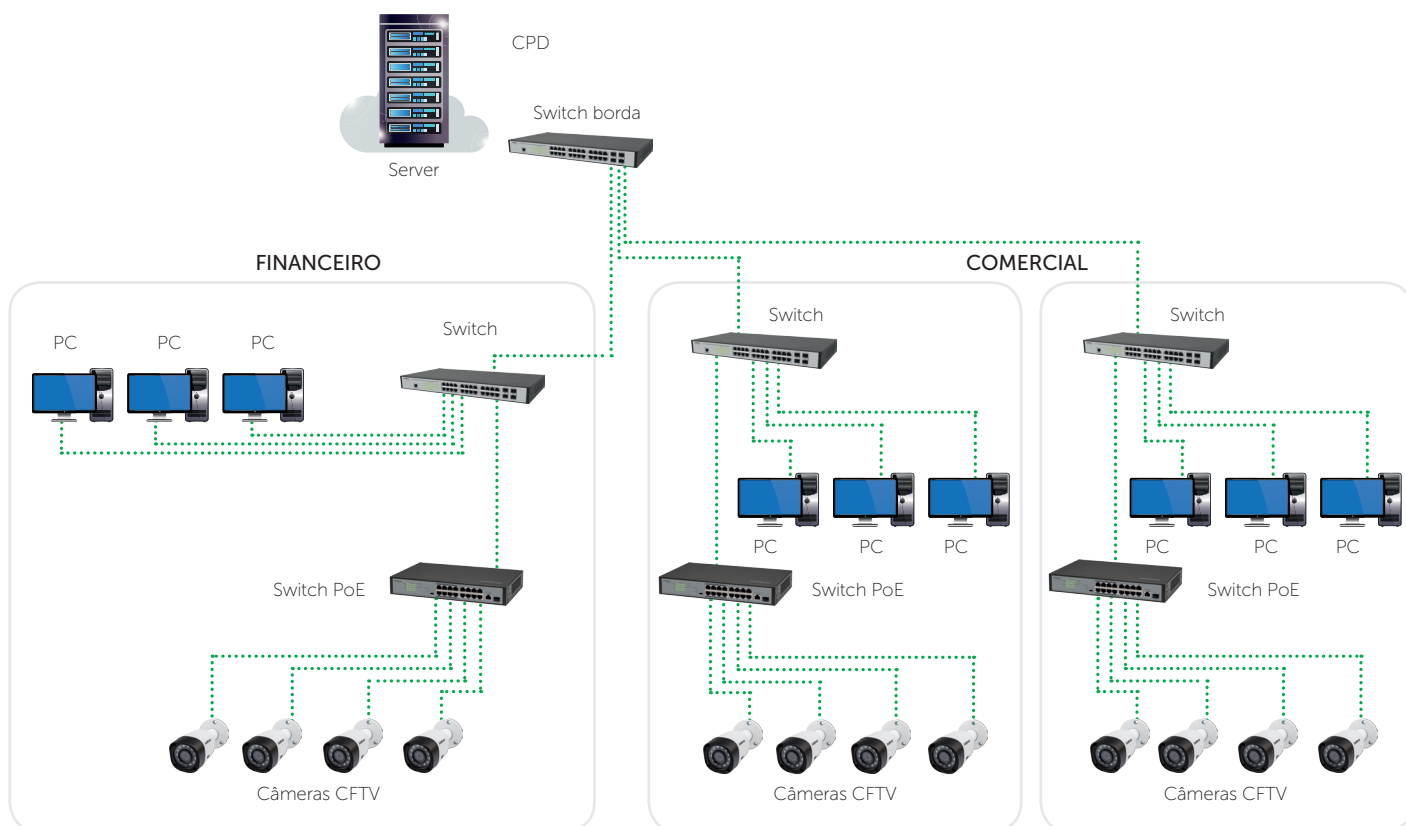 CPD
Switch borda
Server
FINANCEIRO
COMERCIAL
PC
PC
PC
Switch
Switch
Switch
PC
PC
PC
PC
PC
PC
Switch PoE
Switch PoE
Switch PoE
Câmeras CFTV
Câmeras CFTV
Câmeras CFTV